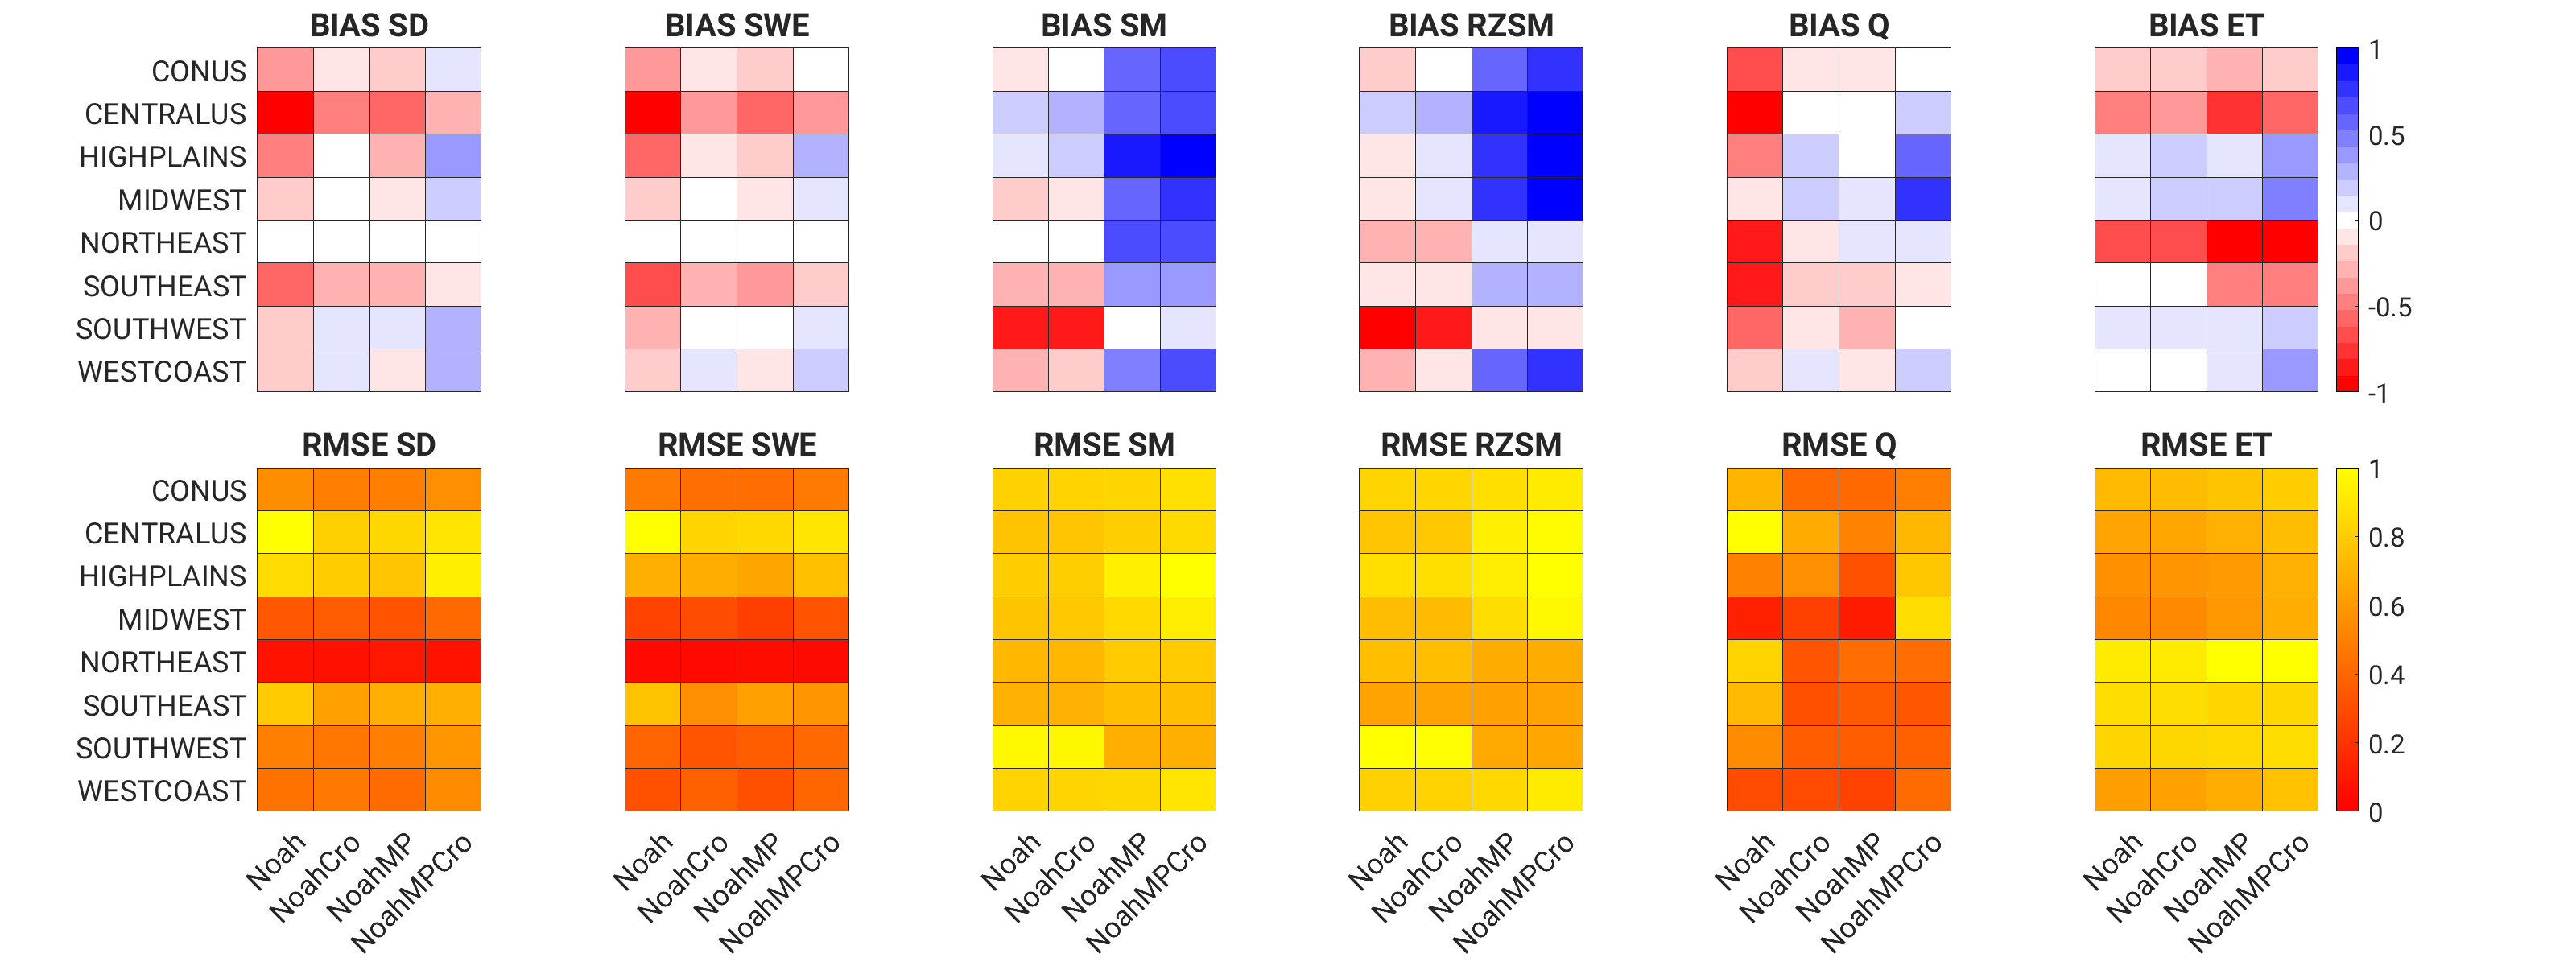 BIAS SD BIAS SWE BIAS SM BIAS RZSM BIAS Q BIAS ET
CONUS
CENTRALUS
HIGHPLAINS
MIDWEST
NORTHEAST
SOUTHEAST
SOUTHWEST
WESTCOAST
1
0.5
0
-0.5
-1
RMSE SD RMSE SWE RMSE SM RMSE RZSM RMSE Q RMSE ET
CONUS
CENTRALUS
HIGHPLAINS
MIDWEST
NORTHEAST
SOUTHEAST
SOUTHWEST
WESTCOAST
1
0.8
0.6
0.4
0.2
0
Noah NoahCro NoahMP NoahMPCro Noah NoahCro NoahMP NoahMPCro Noah NoahCro NoahMP NoahMPCro Noah NoahCro NoahMP NoahMPCro Noah NoahCro NoahMP NoahMPCro Noah NoahCro NoahMP NoahMPCro